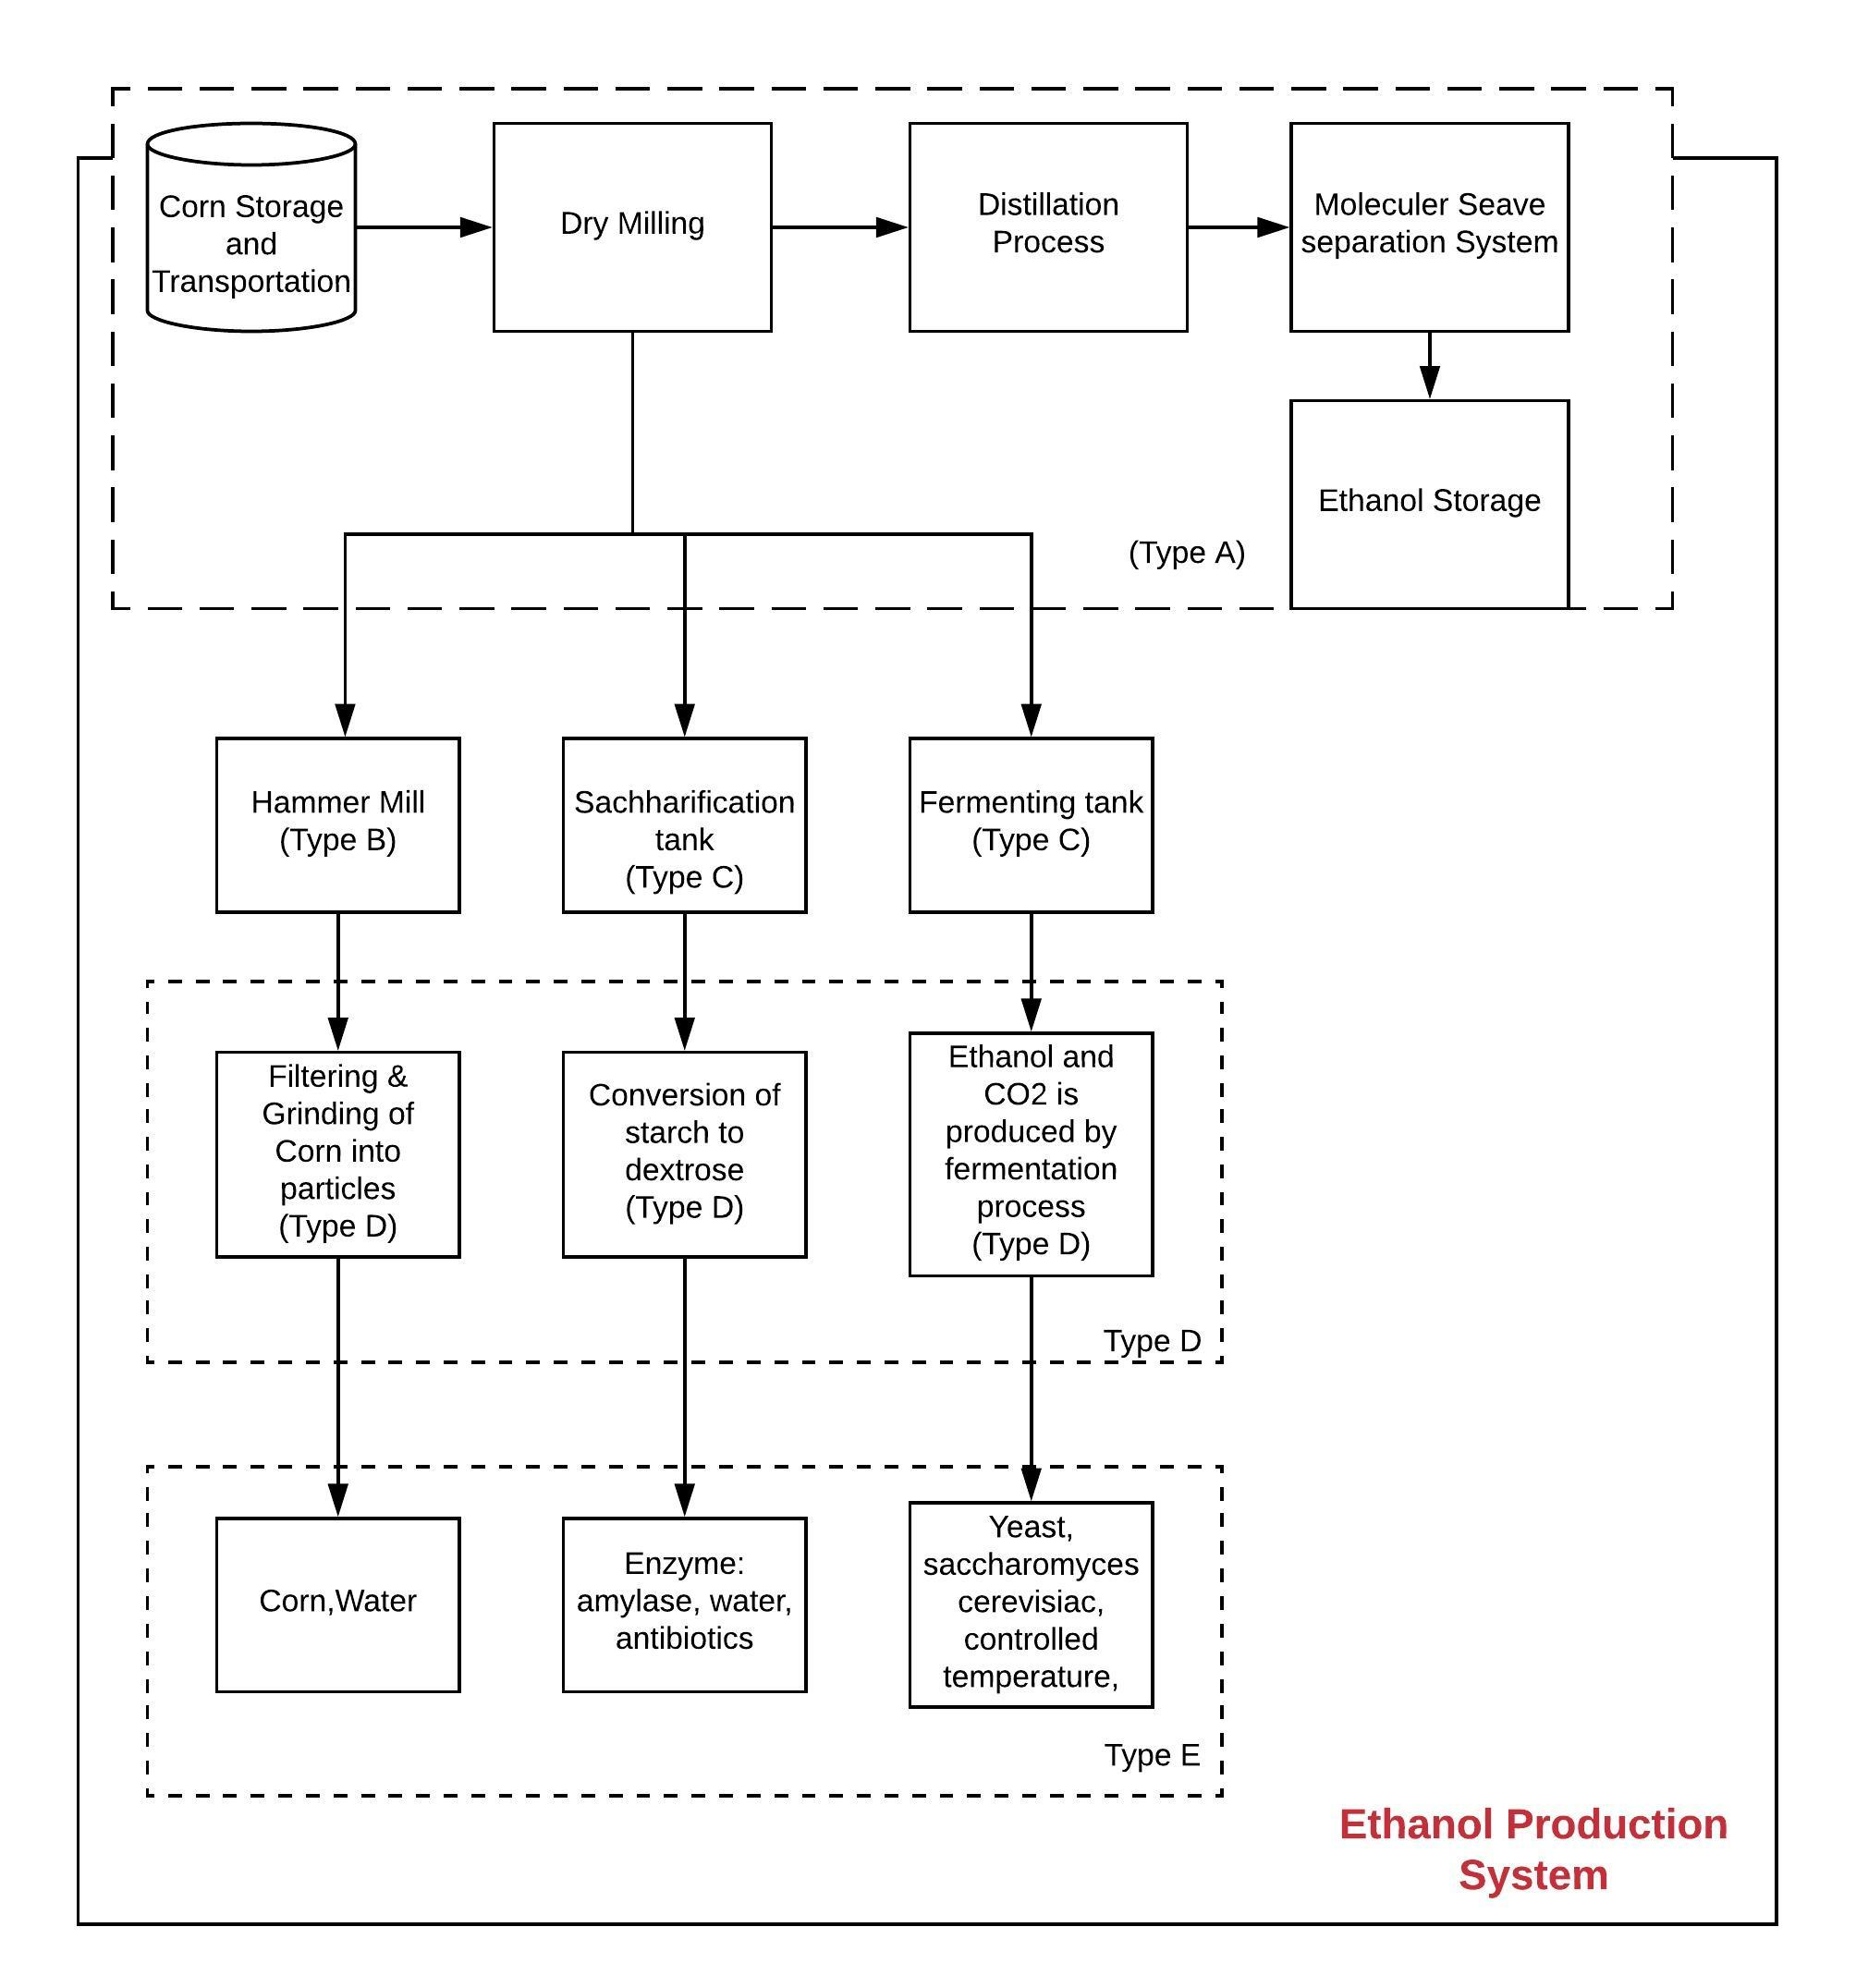 Corn Storage
and
Transportation
Dry Milling
Distillation
Process
Moleculer Seave
separation System
Ethanol Storage
(Type A)
Hammer Mill
(Type B)
Sachharification
tank
(Type C)
Fermenting tank
(Type C)
Filtering &
Grinding of
Corn into
particles
(Type D)
Conversion of
starch to
dextrose
(Type D)
Ethanol and
CO2 is
produced by
fermentation
process
(Type D)
Type D
Corn,Water
Enzyme:
amylase, water,
antibiotics
Yeast,
saccharomyces
cerevisiac,
controlled
temperature,
Type E
Ethanol Production
System